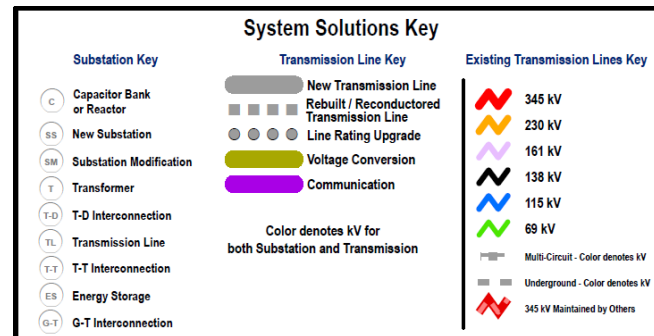 System Solutions Key
Substation Key
C Capacitor Bank
or Reactor
SS New Substation
SM Substation Modification
T Transformer
T-D T-D Interconnection
TL Transmission Line
T-T T-T Interconnection
ES Energy Storage
G-T G-T Interconnection
Transmission Line Key
New Transmission Line
Rebuilt / Reconductored
Transmission Line
Line Rating Upgrade
Voltage Conversion
Communication
Color denotes kV for
both Substation and Transmission
Existing Transmission Lines Key
345 kV
230 kV
161 kV
138 kV
115 kV
69 kV
Multi-Circuit - Color denotes kV
Underground - Color denotes kV
345 kV Maintained by Others